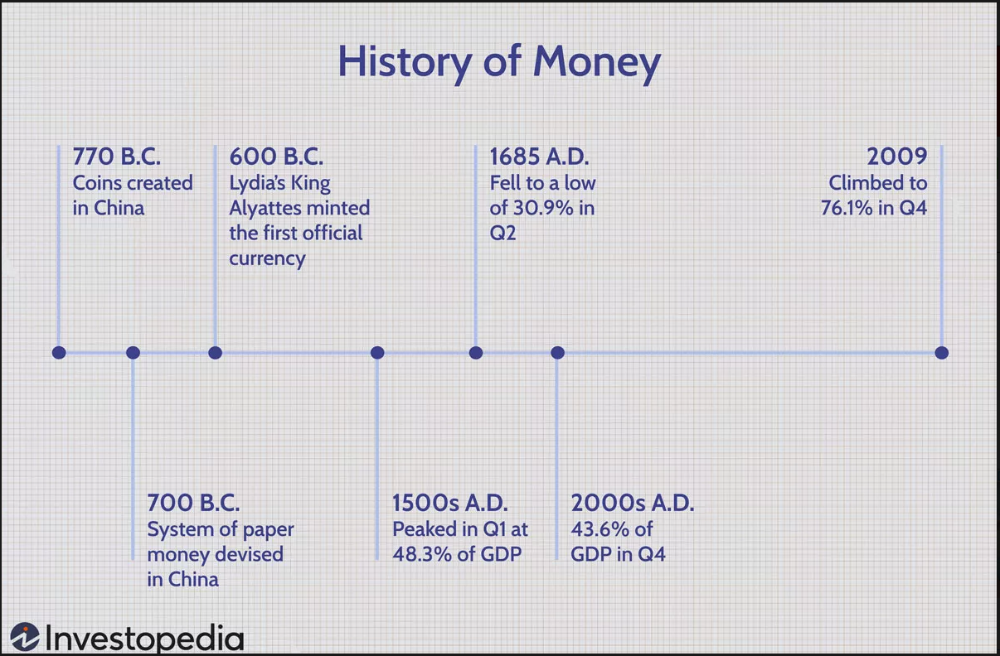 History of Money
770 B.C.
Coins created
in China
600 B.C.
Lydia's King
Alyattes minted
the first official
currency
1685 A.D.
Fell to a low
of 30.9% in
Q2
2009
Climbed to
76.1% in Q4
700 B.C.
System of paper
money devised
in China
1500s A.D.
Peaked in Q1 at
48.3% of GDP
2000s A.D.
43.6% of
GDP in Q4
Investopedia